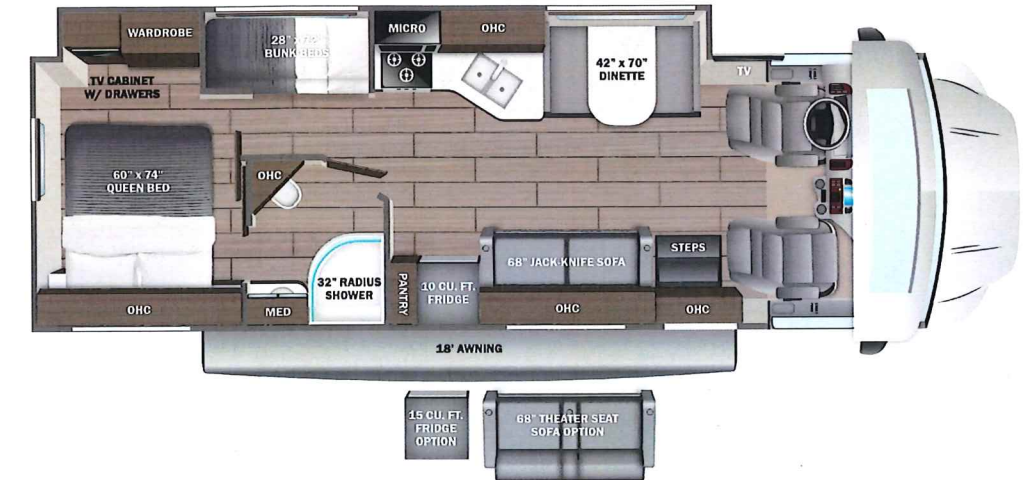 WARDROBE
28" x 72"
BUNK BEDS
MICRO
OHC
42" x 70"
DINETTE
TV
TV CABINET
W/ DRAWERS
60" x 74"
QUEEN BED
OHC
STEPS
68" JACK-KNIFE SOFA
32" RADIUS
SHOWER
PANTRY
10 CU. FT.
FRIDGE
OHC
MED
OHC
OHC
18' AWNING
15 CU. FT.
FRIDGE
OPTION
68" THEATER SEAT
SOFA OPTION